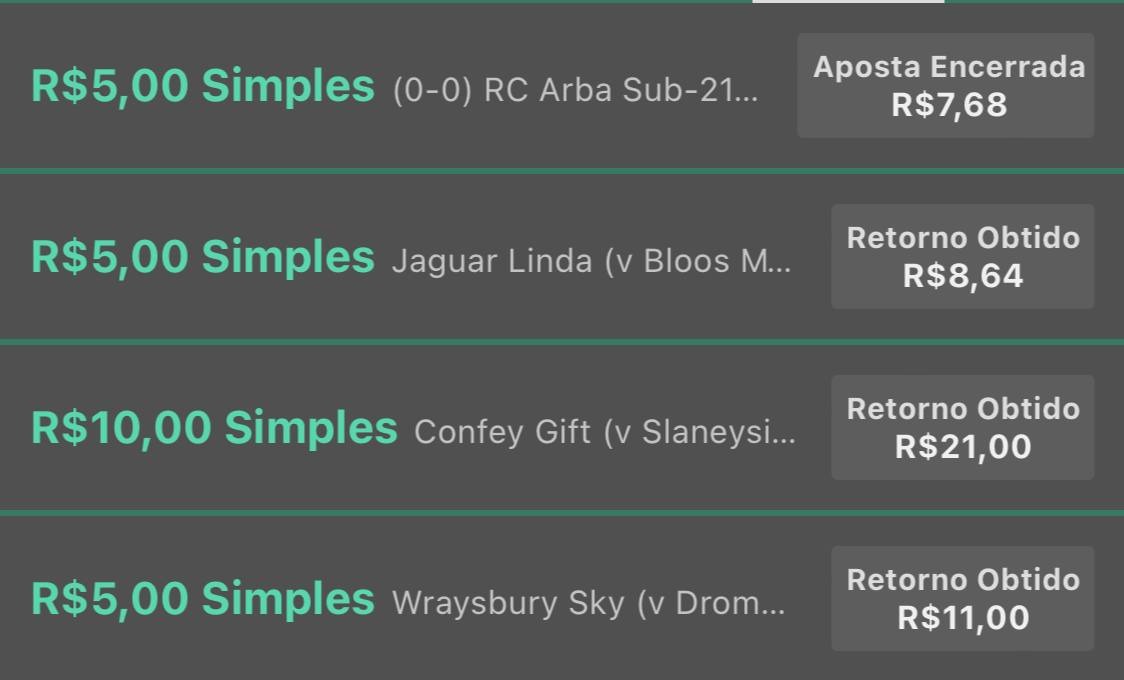 R$5,00 Simples (0-0) RC Arba Sub-21...
Aposta Encerrada
R$7,68
R$5,00 Simples Jaguar Linda (v Bloos M...
Retorno Obtido
R$8,64
R$10,00 Simples Confey Gift (v Slaneysi...
Retorno Obtido
R$21,00
R$5,00 Simples Wraysbury Sky (v Drom...
Retorno Obtido
R$11,00